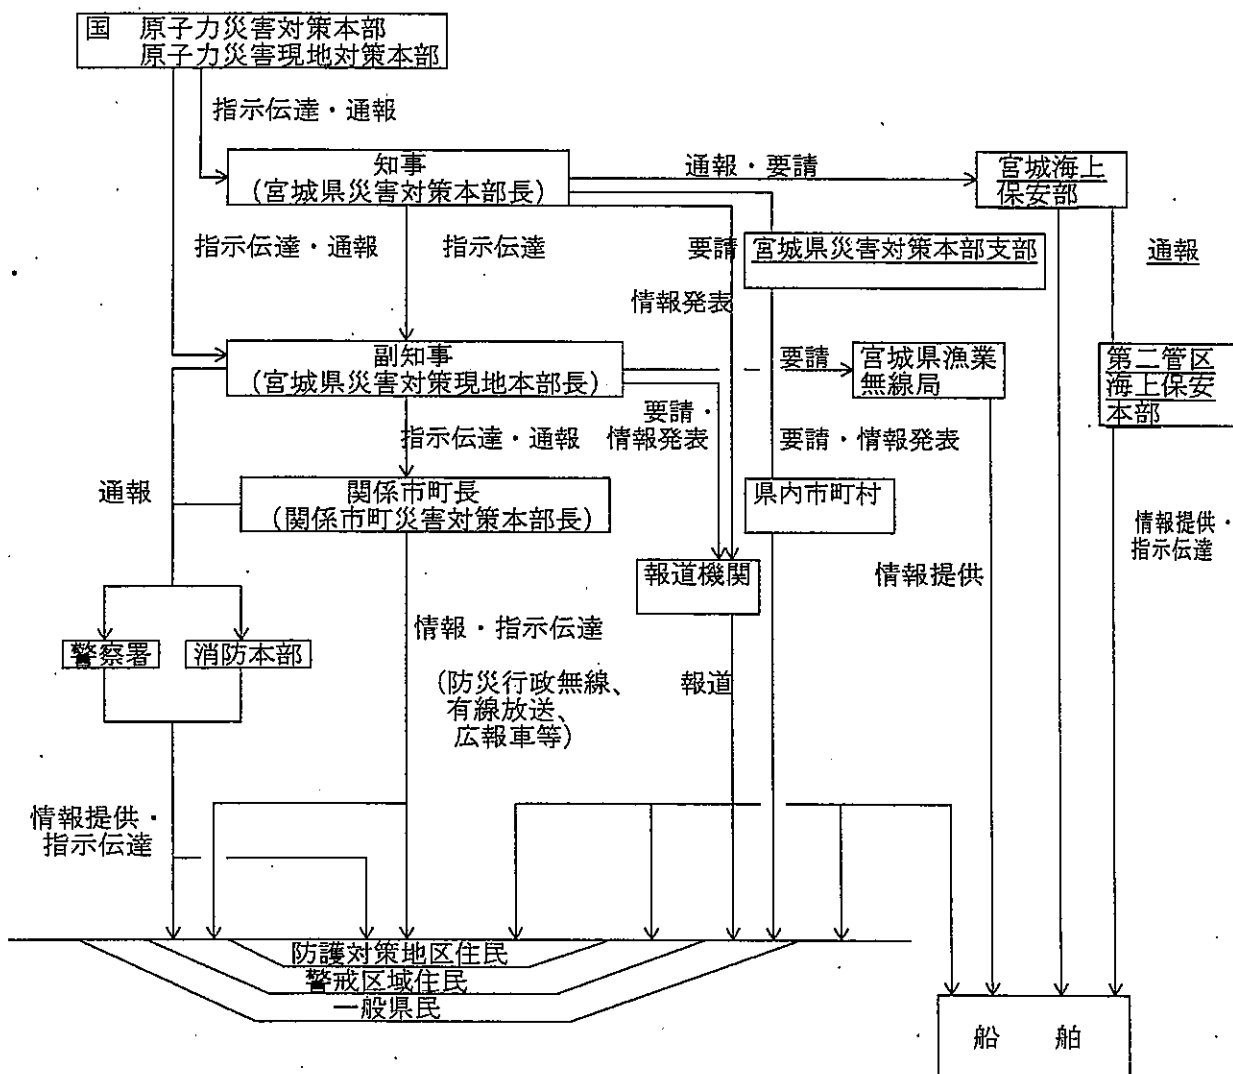 国 原子力災害対策本部
原子力災害現地対策本部
指示伝達・通報
知事
(宮城県災害対策本部長)
通報・要請
宮城海上
保安部
指示伝達・通報
指示伝達
要請
宮城県災害対策本部支部
通報
情報発表
副知事
(宮城県災害対策現地本部長)
要請
宮城県漁業
無線局
第二管区
海上保安
本部
要請・
情報発表
指示伝達・通報
要請・情報発表
通報
関係市町長
(関係市町災害対策本部長)
県内市町村
情報提供・
指示伝達
報道機関
情報提供
警察署
消防本部
情報・指示伝達
(防災行政無線、
有線放送、
広報車等)
報道
情報提供・
指示伝達
防護対策地区住民
警戒区域住民
一般県民
船 舶